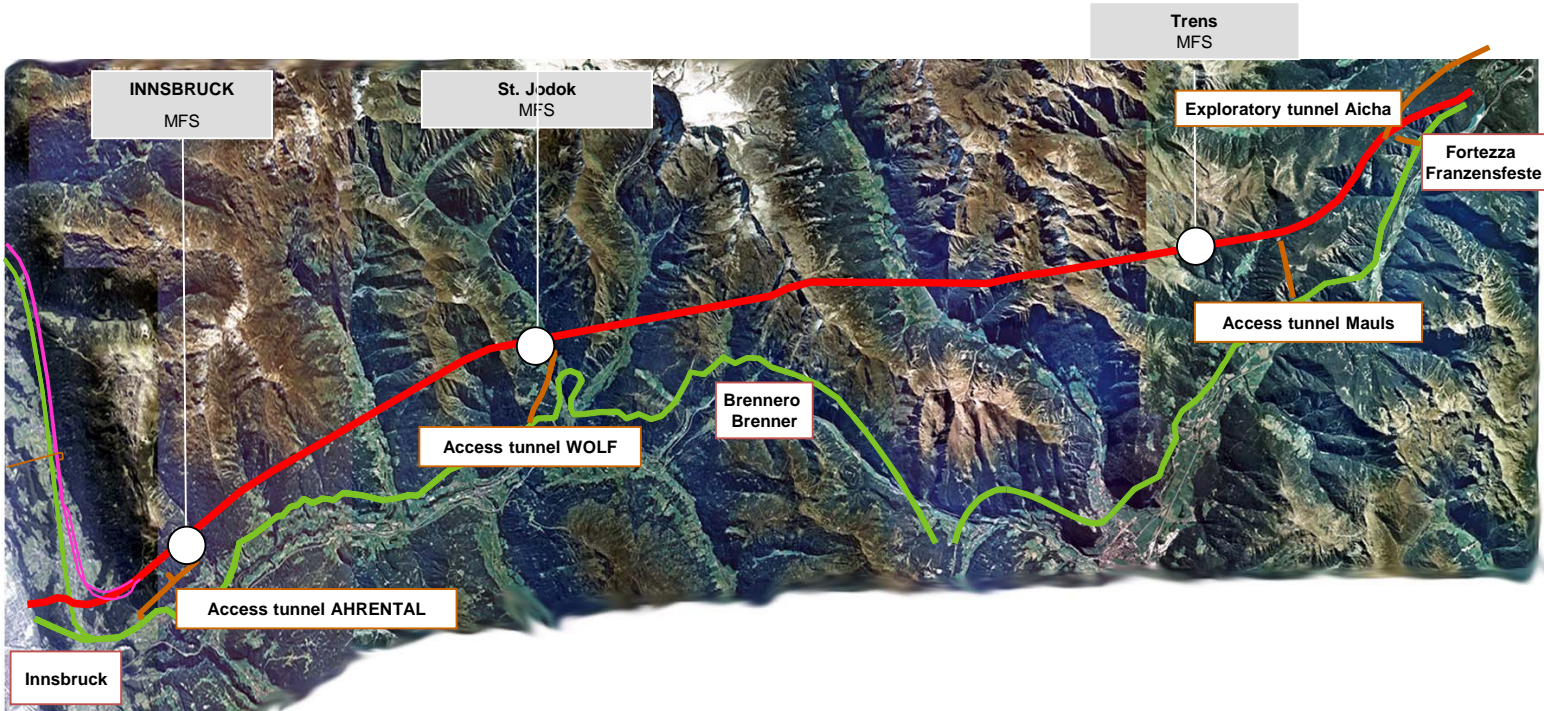 Trens
MFS
INNSBRUCK
MFS
St. Jodok
MFS
Exploratory tunnel Aicha
Fortezza
Franzensfeste
Access tunnel Mauls
Brennero
Brenner
Access tunnel WOLF
Access tunnel AHRENTAL
Innsbruck